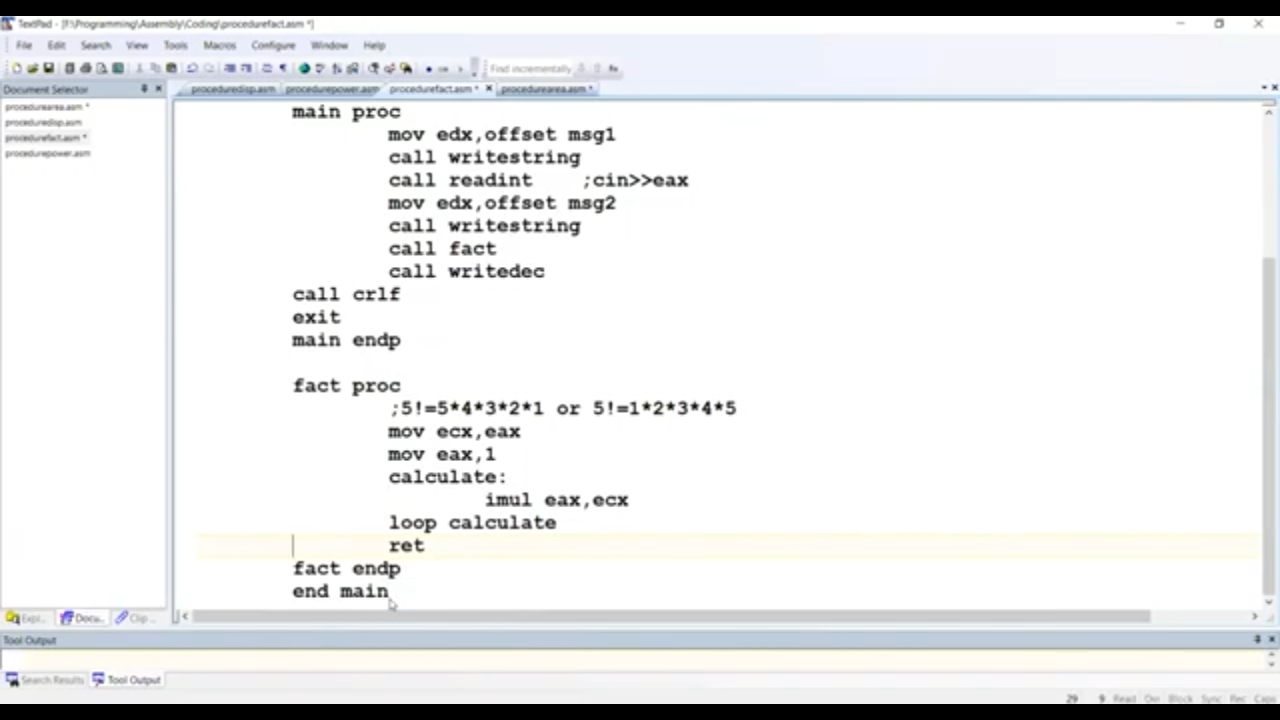 TextPad - [F:\Programming\Assembly\Coding\procedurefact.asm *]
File Edit Search View Tools Macros Configure Window Help
Find incrementally
Document Selector
proceduredisp.asm procedurepower.asm procedurefact.asm * procedurearea.asm *
procedurearea.asm *
proceduredisp.asm
procedurefact.asm *
procedurepower.asm
main proc
mov edx,offset msg1
call writestring
call readint ;cin>>eax
mov edx,offset msg2
call writestring
call fact
call writedec
call crlf
exit
main endp
fact proc
;5!=5*4*3*2*1 or 5!=1*2*3*4*5
mov ecx,eax
mov eax,1
calculate:
imul eax,ecx
loop calculate
ret
fact endp
end main
Expl... Docu... Clip...
Tool Output
Search Results Tool Output
29 9 Read Ovr Block Sync Rec Caps